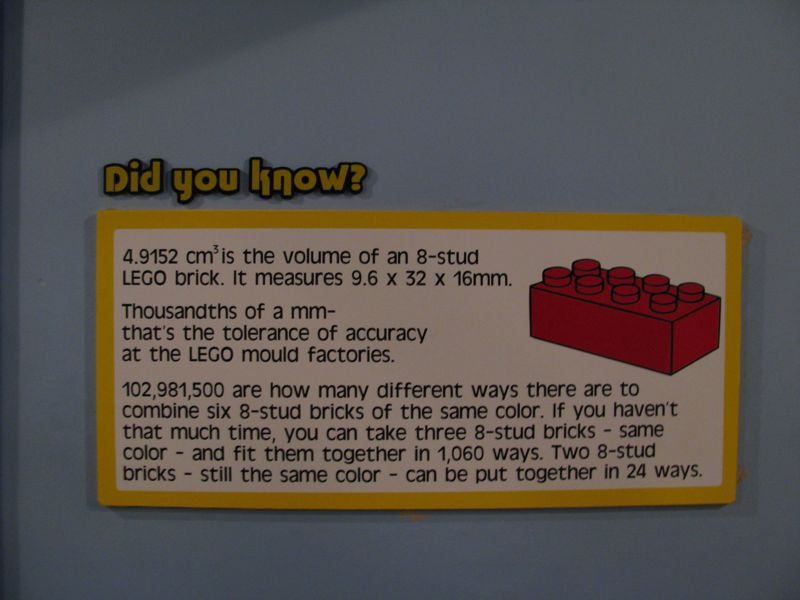 Did you know?
4.9152 cm³ is the volume of an 8-stud
LEGO brick. It measures 9.6 x 32 x 16mm.
Thousandths of a mm-
that's the tolerance of accuracy
at the LEGO mould factories.
102,981,500 are how many different ways there are to
combine six 8-stud bricks of the same color. If you haven't
that much time, you can take three 8-stud bricks - same
color - and fit them together in 1,060 ways. Two 8-stud
bricks - still the same color - can be put together in 24 ways.